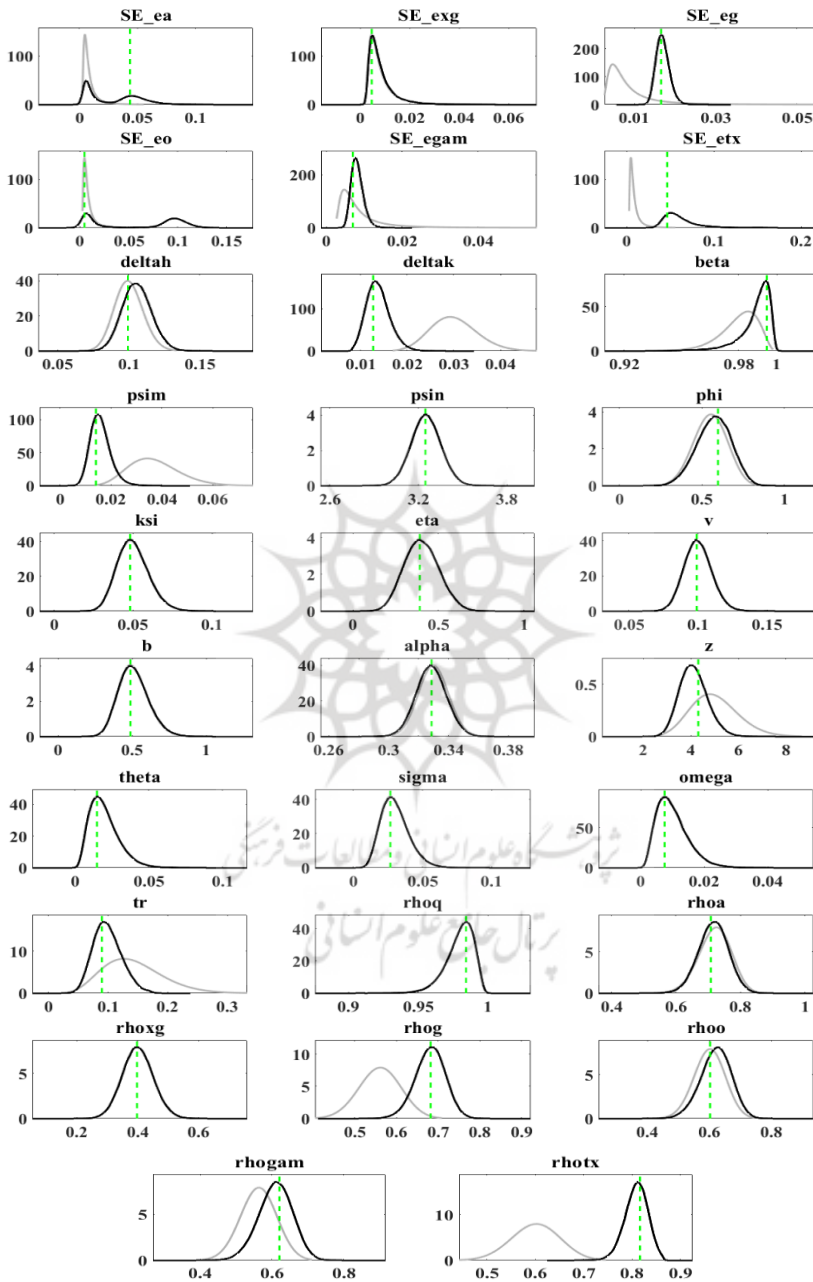 SE_ea SE_exg SE_eg
100 0 0 0.05 0.1
100 0 0 0.02 0.04 0.06
200 100 0 0.01 0.03 0.05
SE_eo SE_egam SE_etx
100 0 0 0.05 0.1 0.15
200 0 0 0.02 0.04
100 0 0 0.1 0.2
deltah deltak beta
40 20 0 0.05 0.1 0.15
100 0 0.01 0.02 0.03 0.04
50 0 0.92 0.98 1
psim psin phi
100 50 0 0 0.02 0.04 0.06
4 2 0 2.6 3.2 3.8
4 2 0 0 0.5 1
ksi eta v
40 20 0 0 0.05 0.1
4 2 0 0 0.5 1
40 20 0 0.05 0.1 0.15
b alpha z
4 2 0 0 0.5 1
40 20 0 0.26 0.3 0.34 0.38
0.5 0 2 4 6 8
theta sigma omega
40 20 0 0 0.05 0.1
40 20 0 0 0.05 0.1
50 0 0 0.02 0.04
پژوهشگاه علوم انسانی و مطالعات فرهنگی
tr rhoq rhoa
10 0 0 0.1 0.2 0.3
40 20 0 0.9 0.95 1
5 0 0.4 0.6 0.8 1
پرتال جامع علوم انسانی
rhoxg rhog rhoo
5 0 0.2 0.4 0.6
10 5 0 0.5 0.6 0.7 0.8 0.9
5 0 0.4 0.6 0.8
rhogam rhotx
5 0 0.4 0.6 0.8
10 0 0.5 0.6 0.7 0.8 0.9